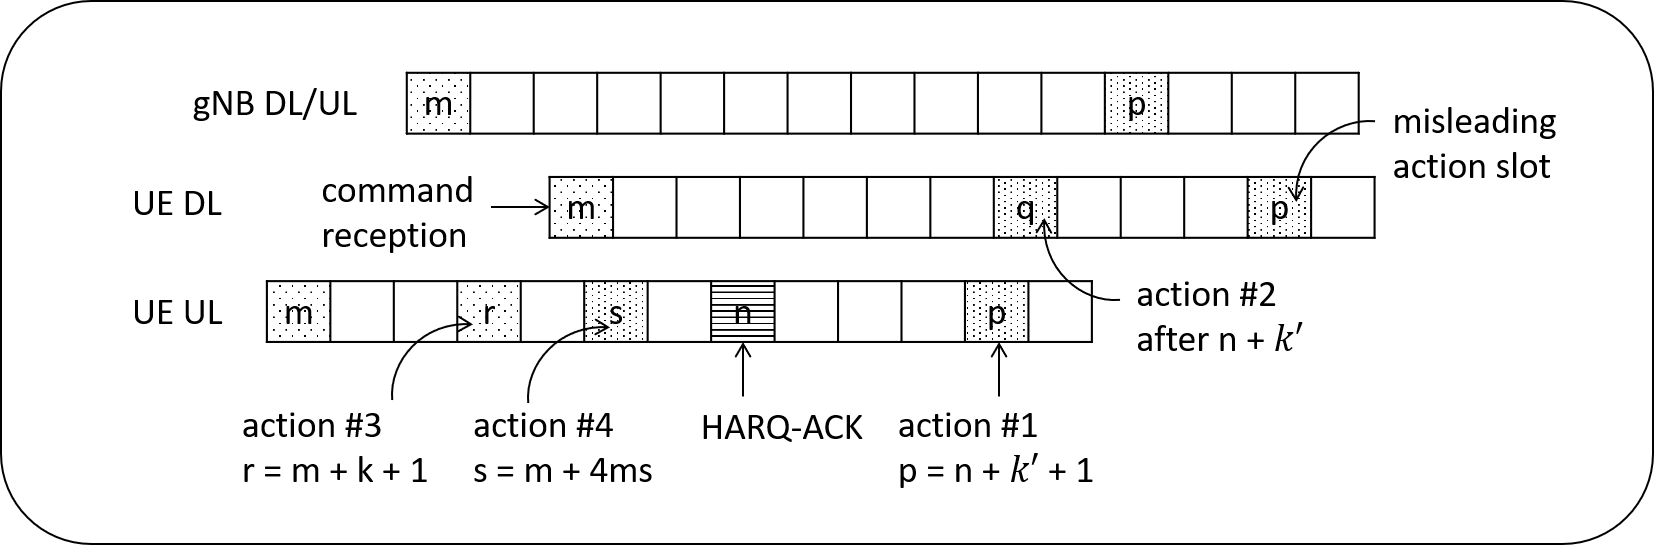 gNB DL/UL
m
p
misleading
action slot
UE DL
command
reception
m
q
p
action #2
after n + k′
UE UL
m
r
s
n
p
action #3
r = m + k + 1
action #4
s = m + 4ms
HARQ-ACK
action #1
p = n + k′ + 1